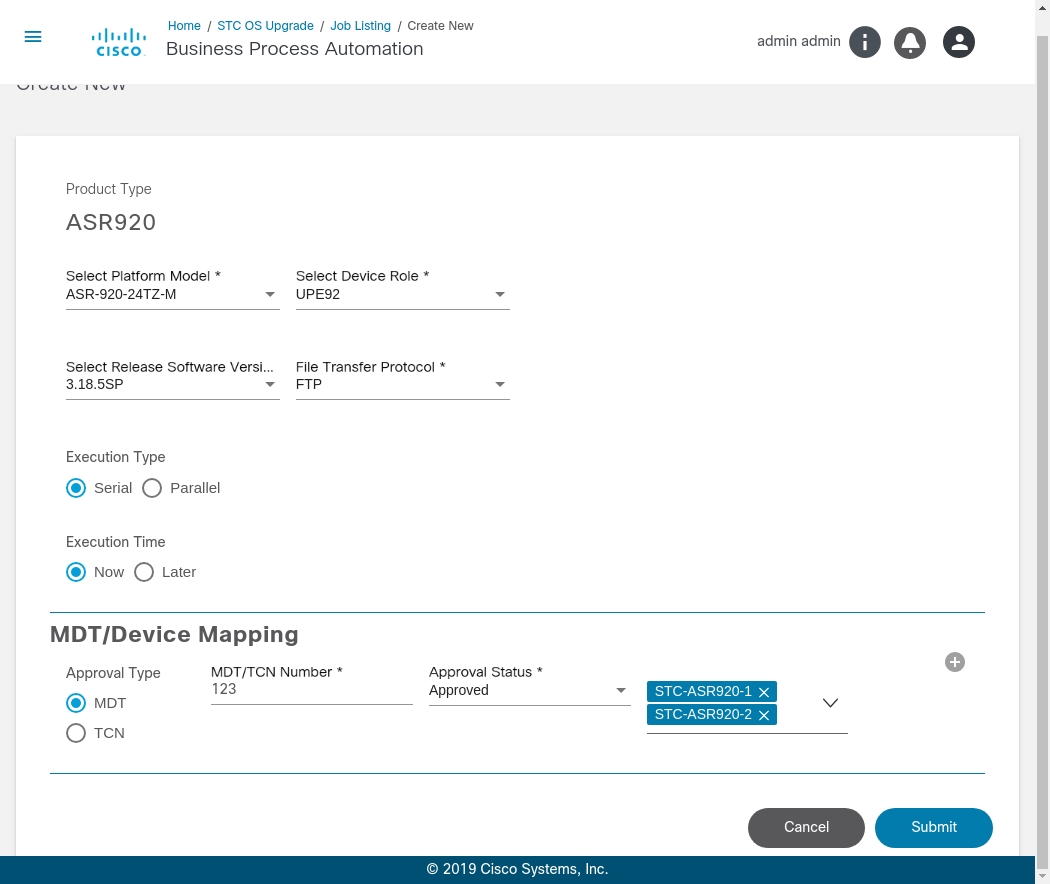 Home / STC OS Upgrade / Job Listing / Create New
CISCO
Business Process Automation
admin admin
Create New
Product Type
ASR920
Select Platform Model * Select Device Role *
ASR-920-24TZ-M UPE92
Select Release Software Versi... File Transfer Protocol *
3.18.5SP FTP
Execution Type
Serial Parallel
Execution Time
Now Later
MDT/Device Mapping
Approval Type MDT/TCN Number * Approval Status *
123 Approved
STC-ASR920-1
MDT
STC-ASR920-2
TCN
Cancel Submit
© 2019 Cisco Systems, Inc.